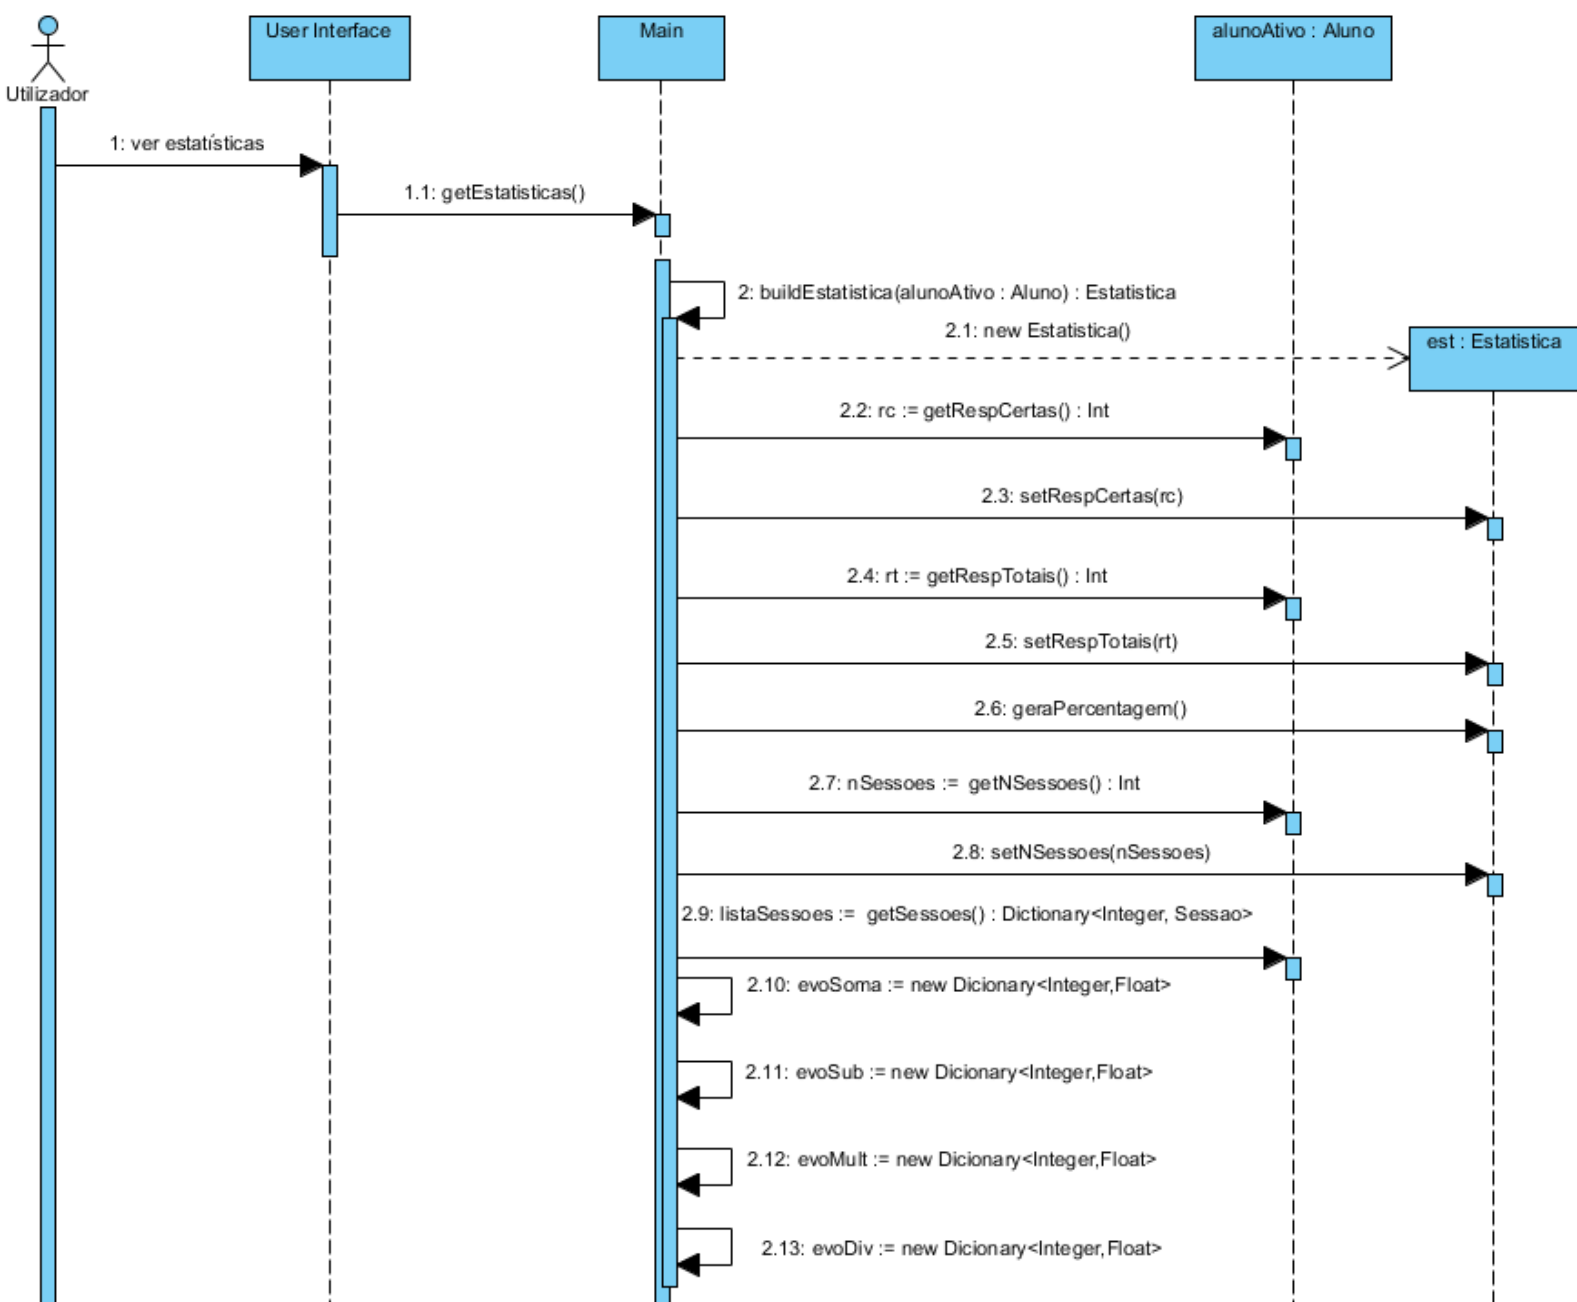 User Interface
Main
alunoAtivo : Aluno
Utilizador
1: ver estatísticas
1.1: getEstatisticas()
2: buildEstatistica(alunoAtivo : Aluno) : Estatistica
2.1: new Estatistica()
est : Estatistica
2.2: rc := getRespCertas() : Int
2.3: setRespCertas(rc)
2.4: rt := getRespTotais() : Int
2.5: setRespTotais(rt)
2.6: geraPercentagem()
2.7: nSessoes := getNSessoes() : Int
2.8: setNSessoes(nSessoes)
2.9: listaSessoes := getSessoes() : Dictionary<Integer, Sessao>
2.10: evoSoma := new Dicionary<Integer,Float>
2.11: evoSub := new Dicionary<Integer,Float>
2.12: evoMult := new Dicionary<Integer,Float>
2.13: evoDiv := new Dicionary<Integer,Float>